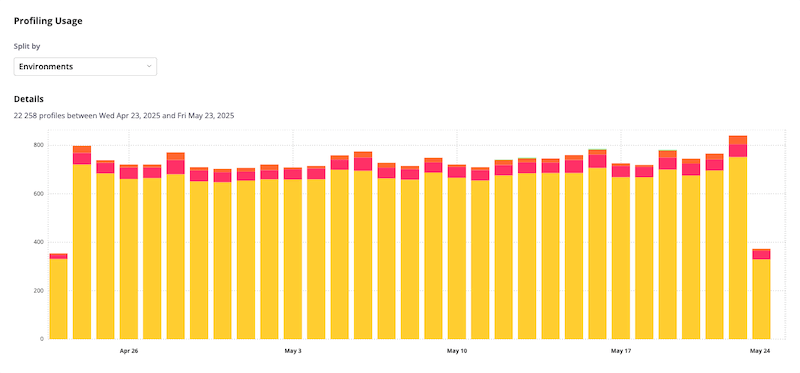 Profiling Usage
Split by
Environments
Details
22 258 profiles between Wed Apr 23, 2025 and Fri May 23, 2025
800
600
400
200
0
Apr 26 May 3 May 10 May 17 May 24